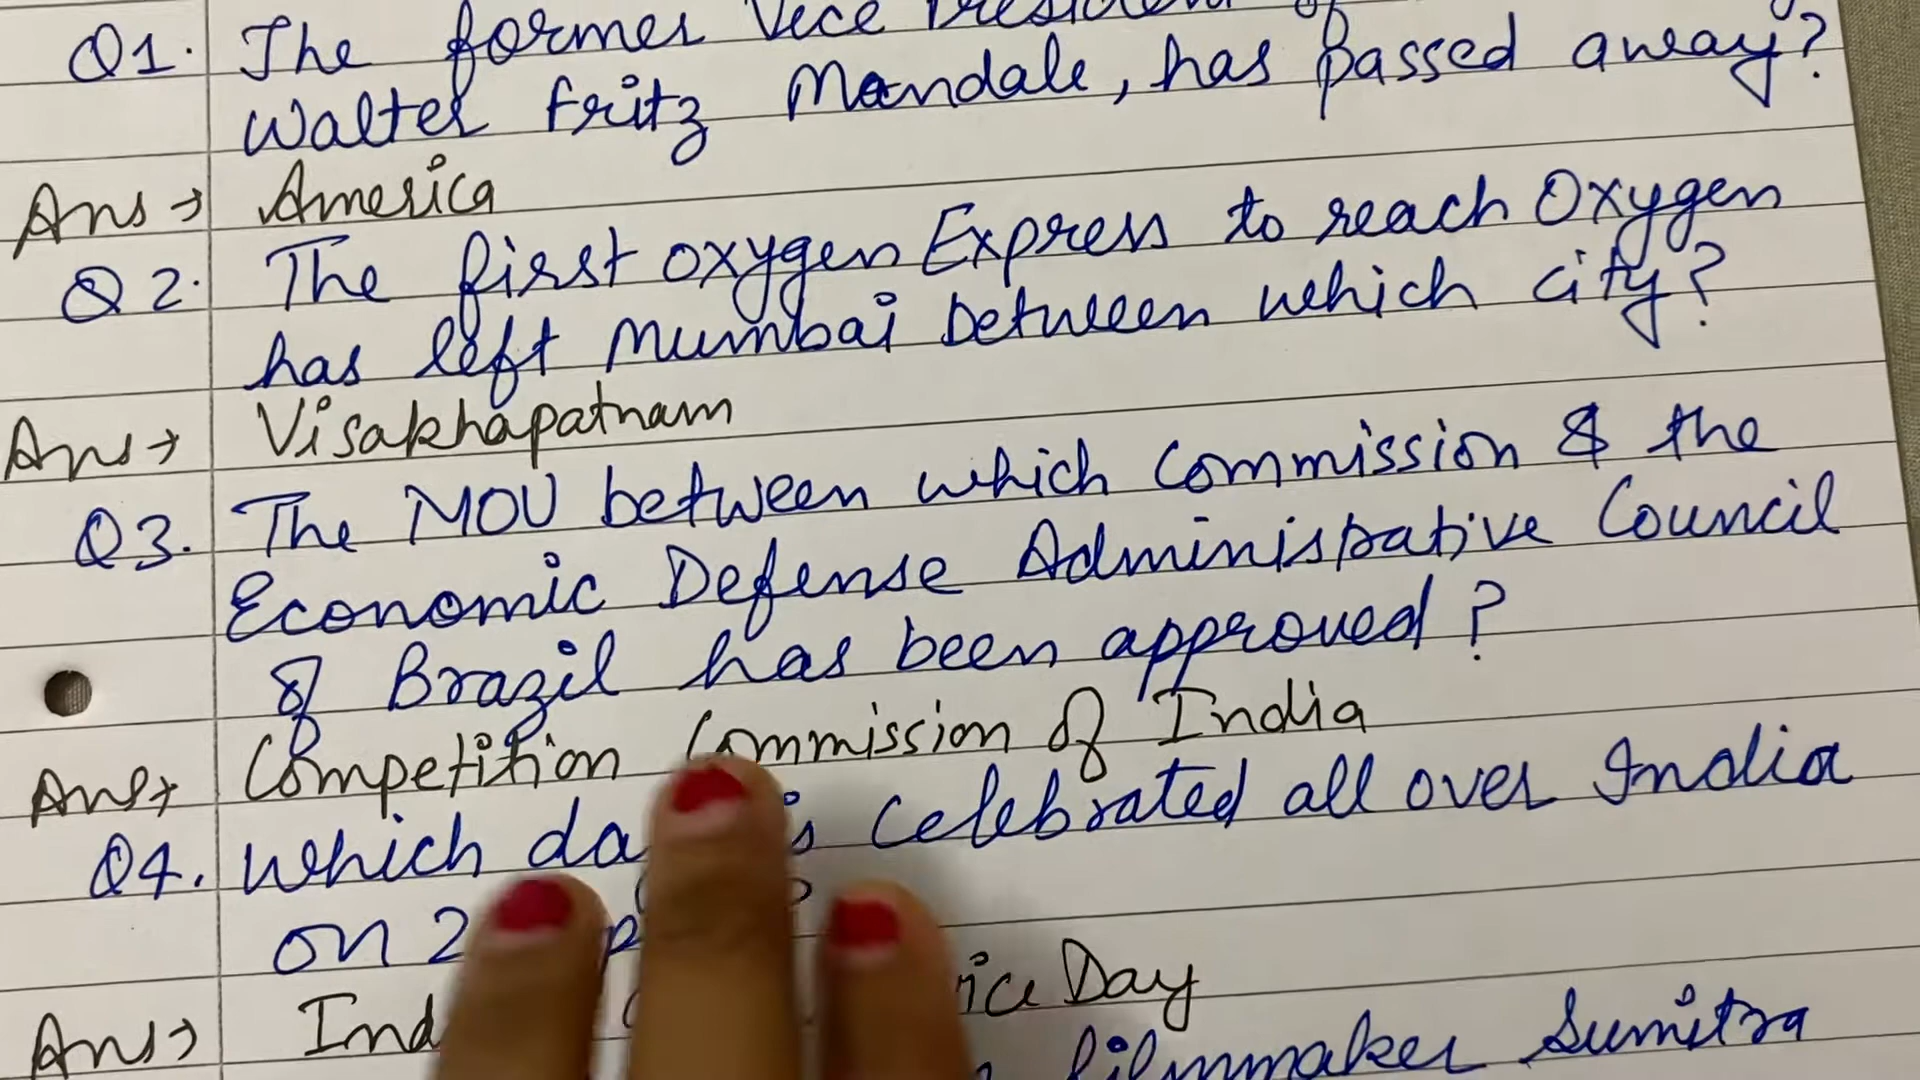 Q1. The former Vice President of
Walter Fritz Mandale, has passed away?
Ans → America
Q2. The first oxygen Express to reach Oxygen
has left Mumbai between which city?
Ans → Visakhapatnam
Q3. The MOU between which Commission & the
Economic Defense Administrative Council
of Brazil has been approved?
Ans → Competition Commission of India
Q4. Which celebrated all over India
on 2
Ans → Day
filmmaker Sumitra